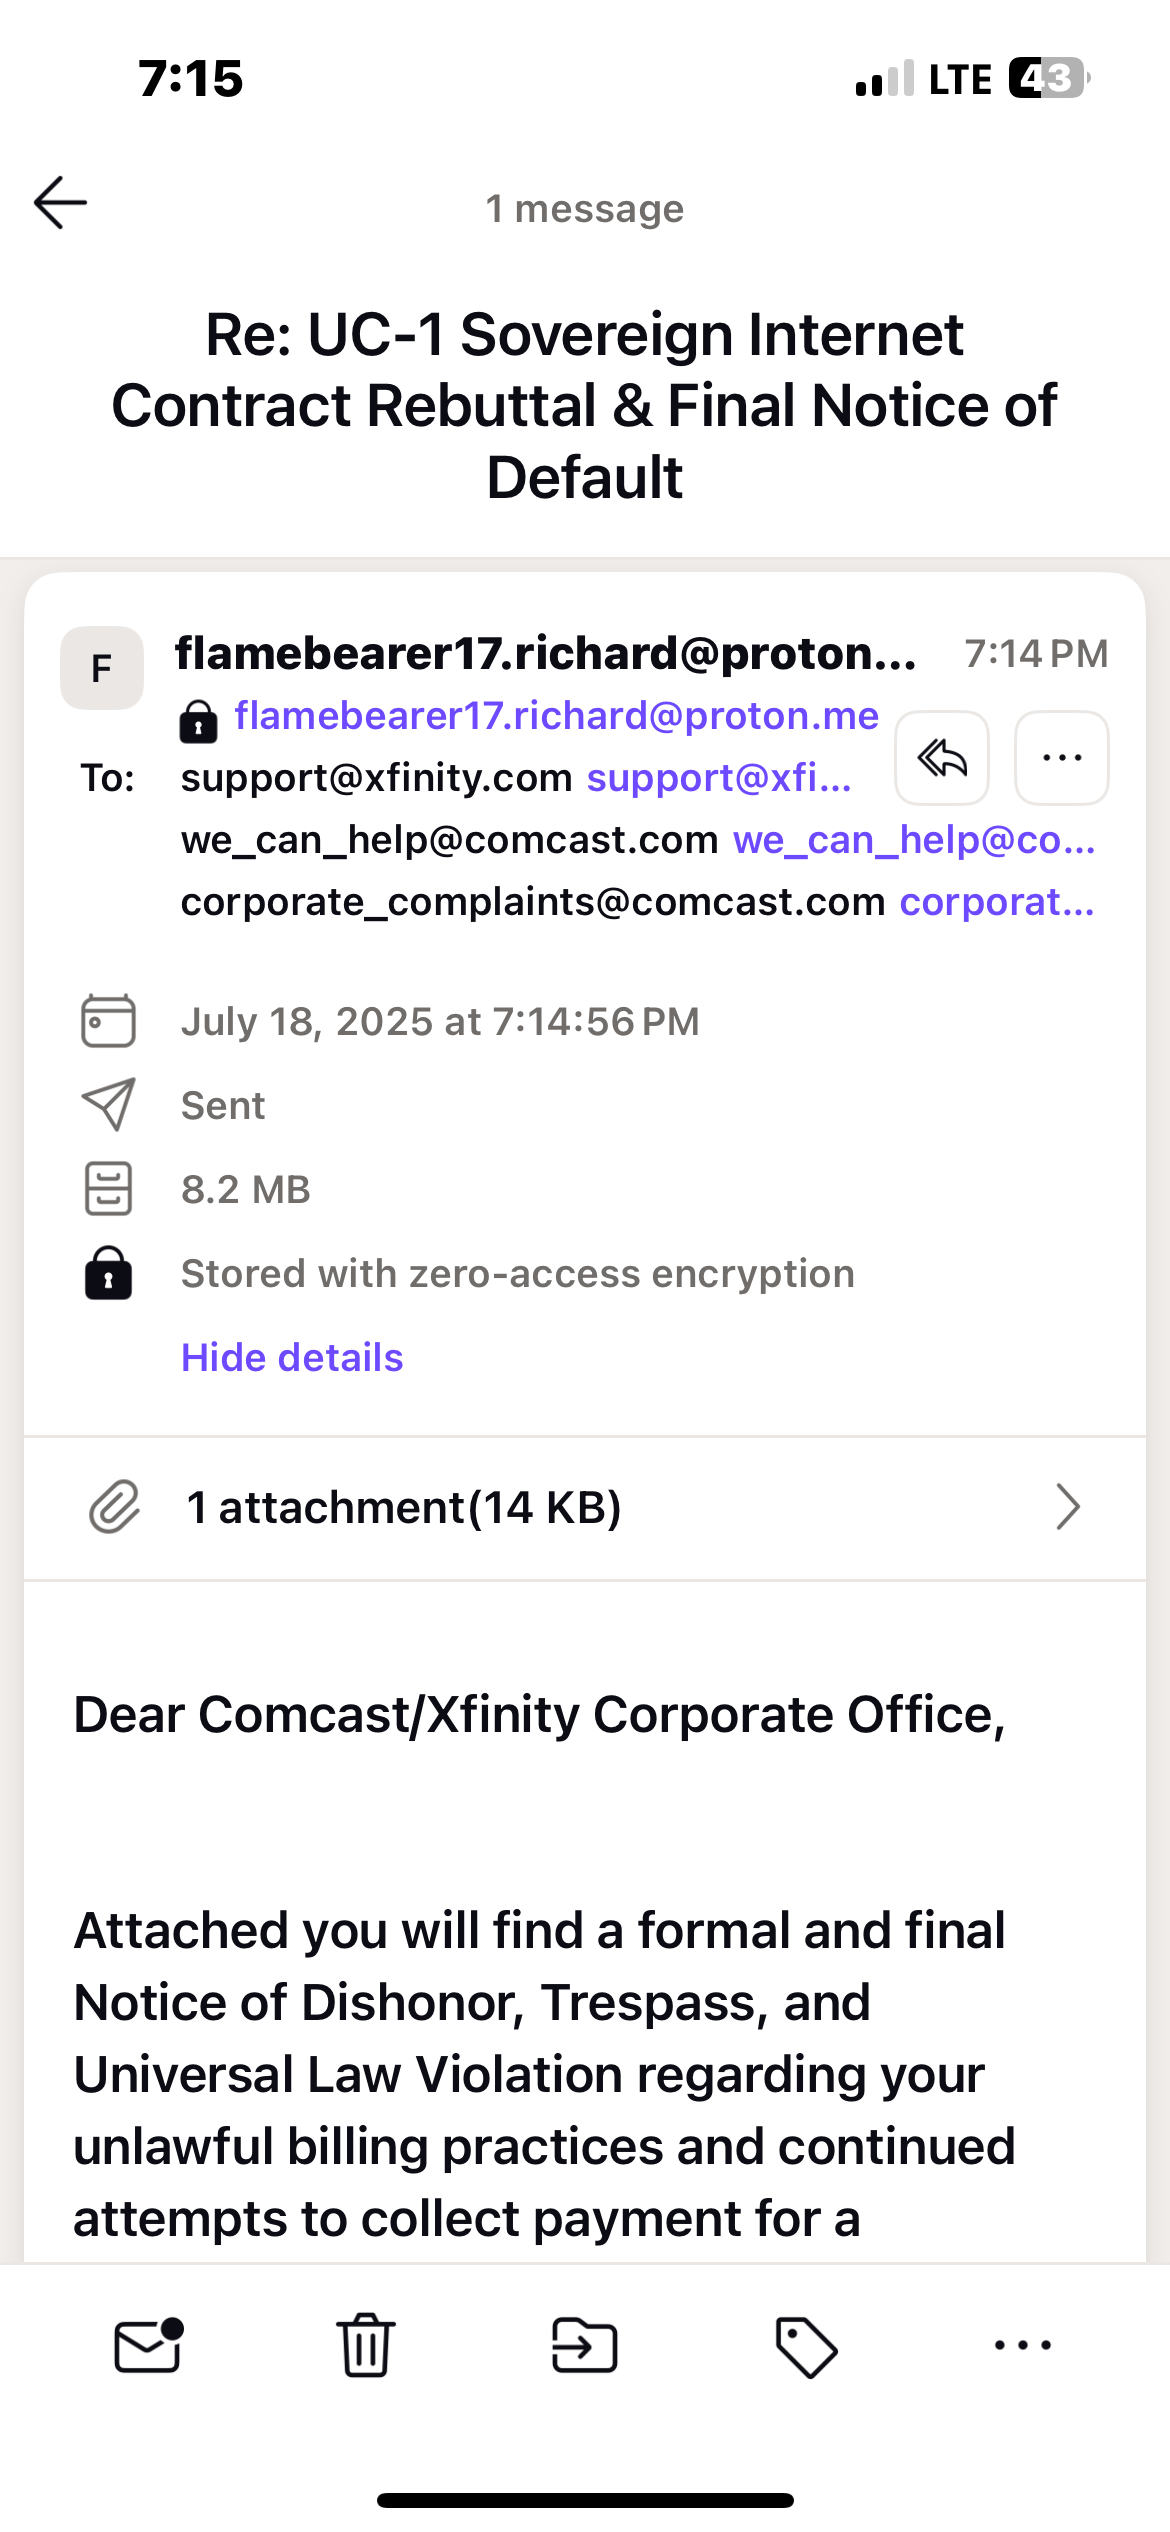 7:15
LTE 43
1 message
Re: UC-1 Sovereign Internet
Contract Rebuttal & Final Notice of
Default
F
flamebearer17.richard@proton... 7:14 PM
flamebearer17.richard@proton.me
To: support@xfinity.com support@xfi...
we_can_help@comcast.com we_can_help@co...
corporate_complaints@comcast.com corporat...
July 18, 2025 at 7:14:56 PM
Sent
8.2 MB
Stored with zero-access encryption
Hide details
1 attachment(14 KB)
Dear Comcast/Xfinity Corporate Office,
Attached you will find a formal and final
Notice of Dishonor, Trespass, and
Universal Law Violation regarding your
unlawful billing practices and continued
attempts to collect payment for a